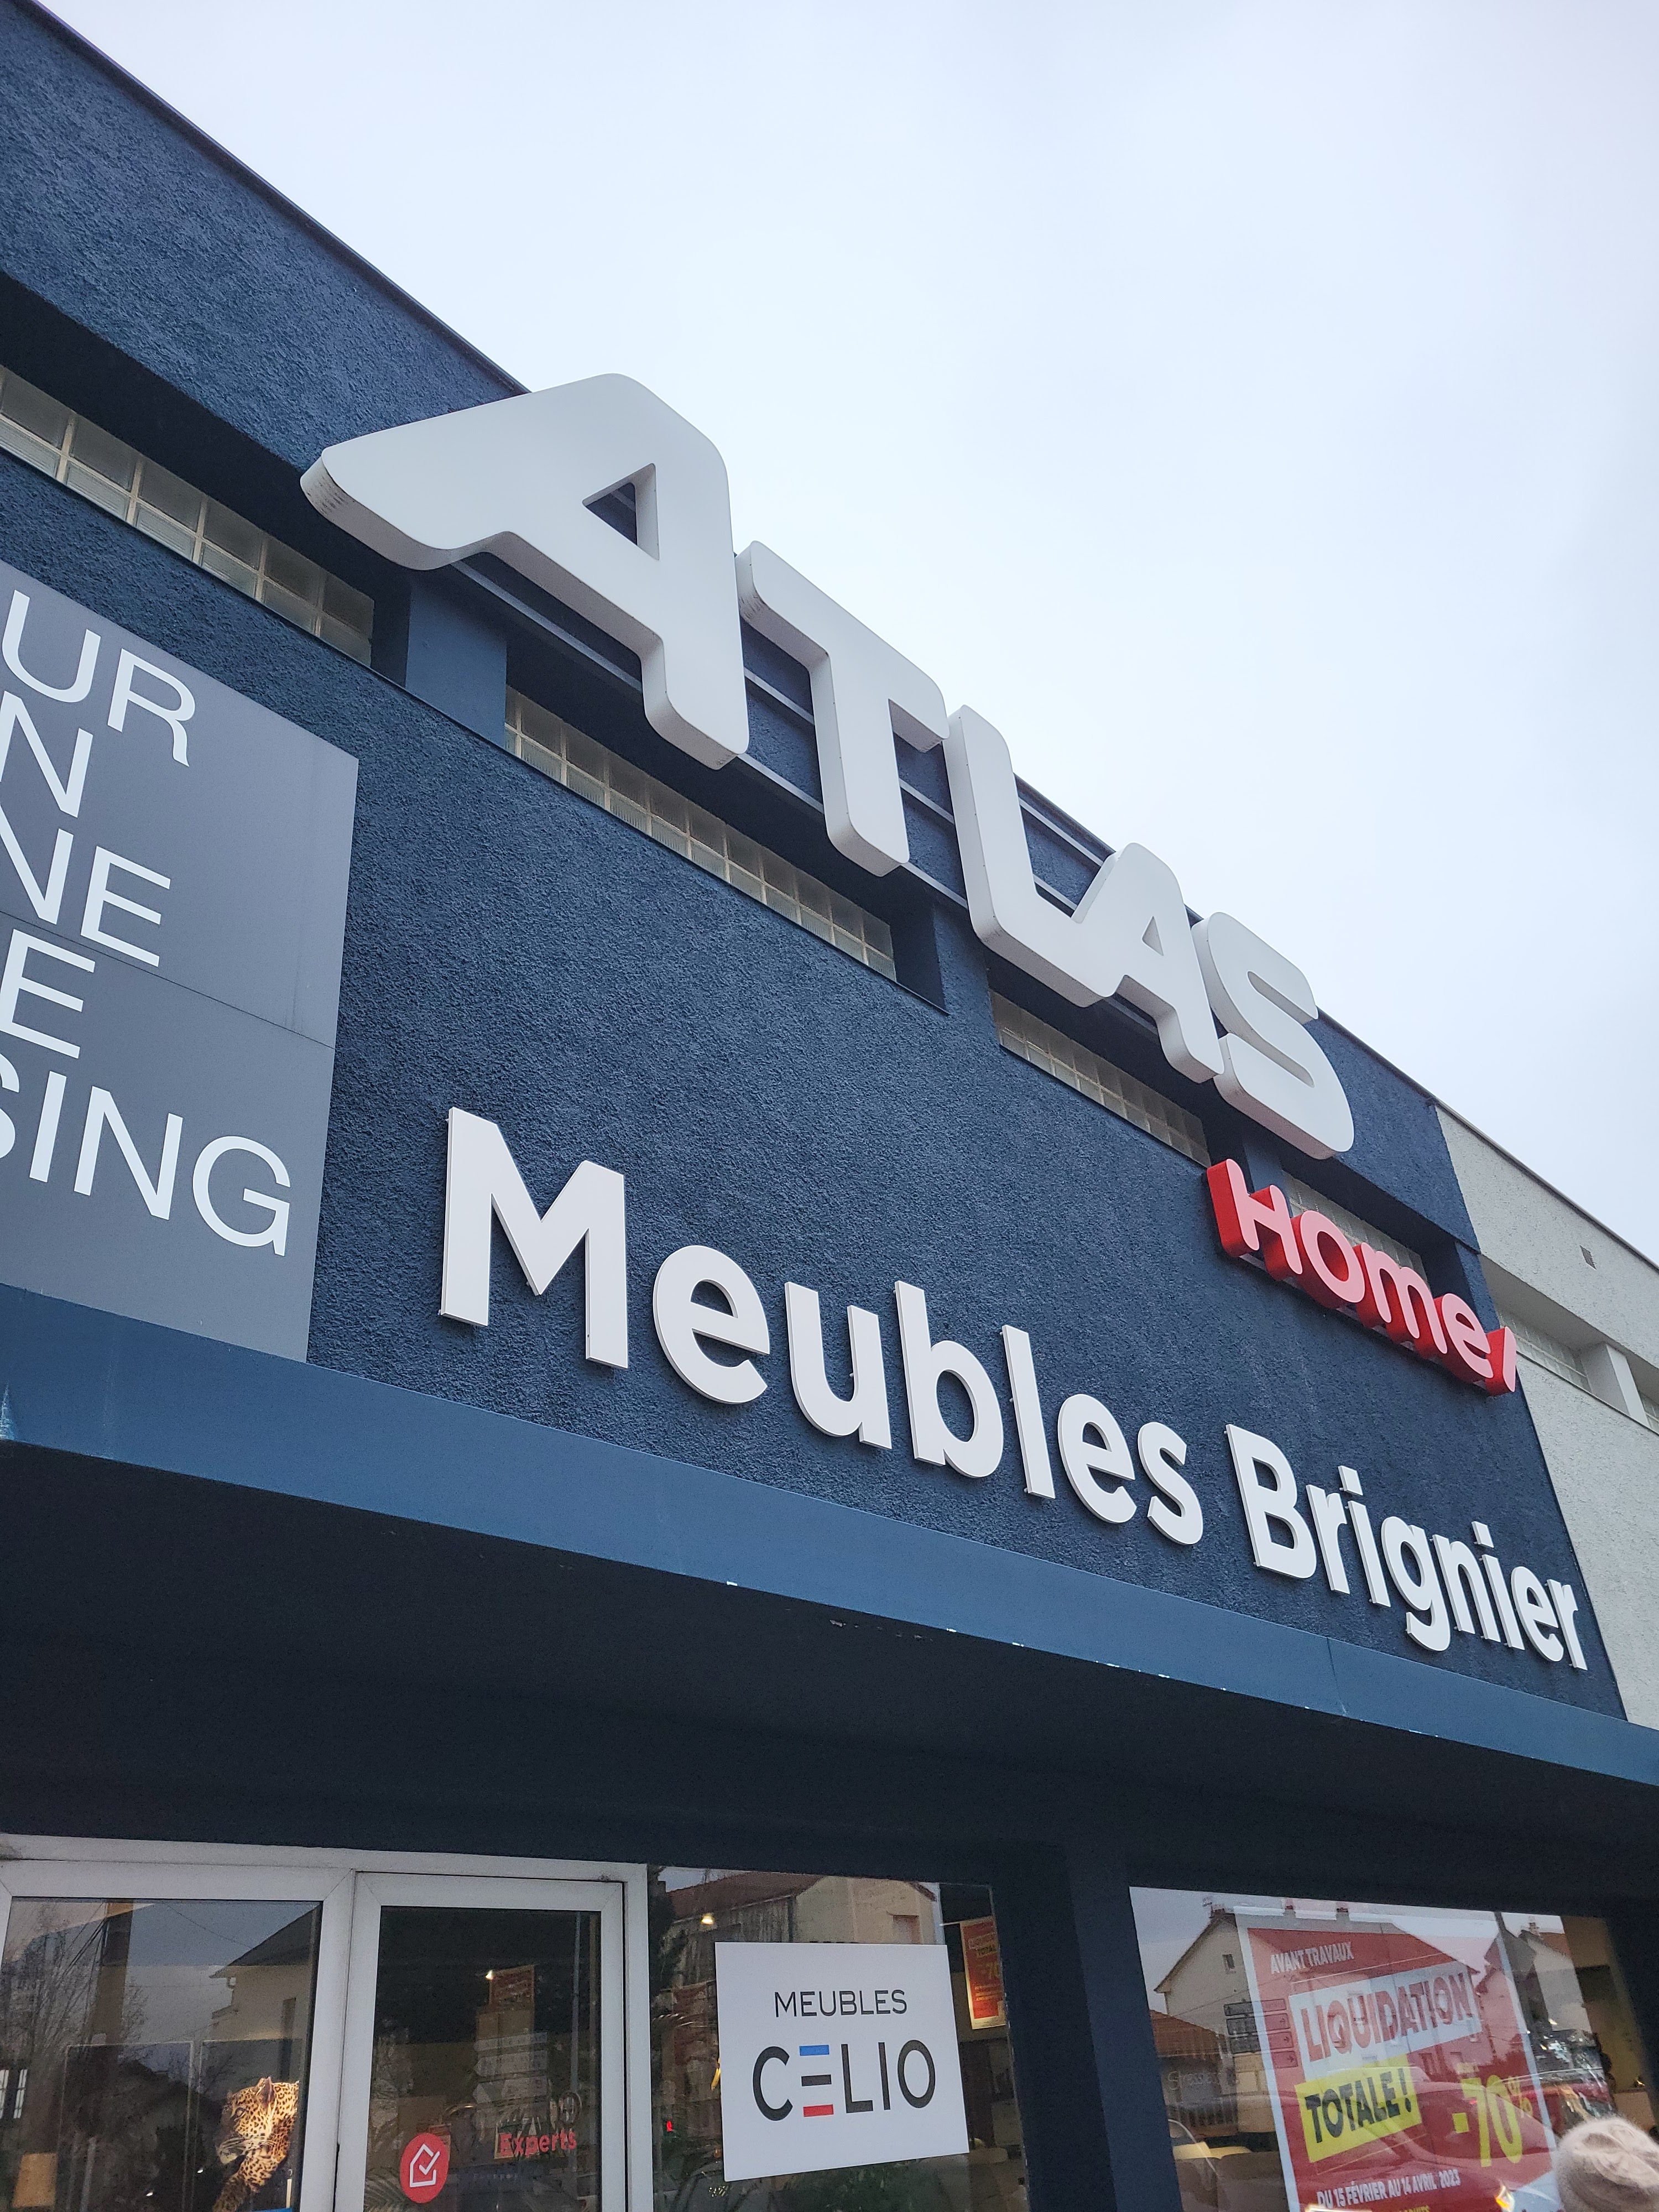 ATLAS
Home
Meubles Brignier
UR
N
NE
E
SING
MEUBLES
CELIO
Experts
AVANT TRAVAUX
LIQUIDATION
TOTALE!
-70%
DU 15 FÉVRIER AU 14 AVRIL 2023